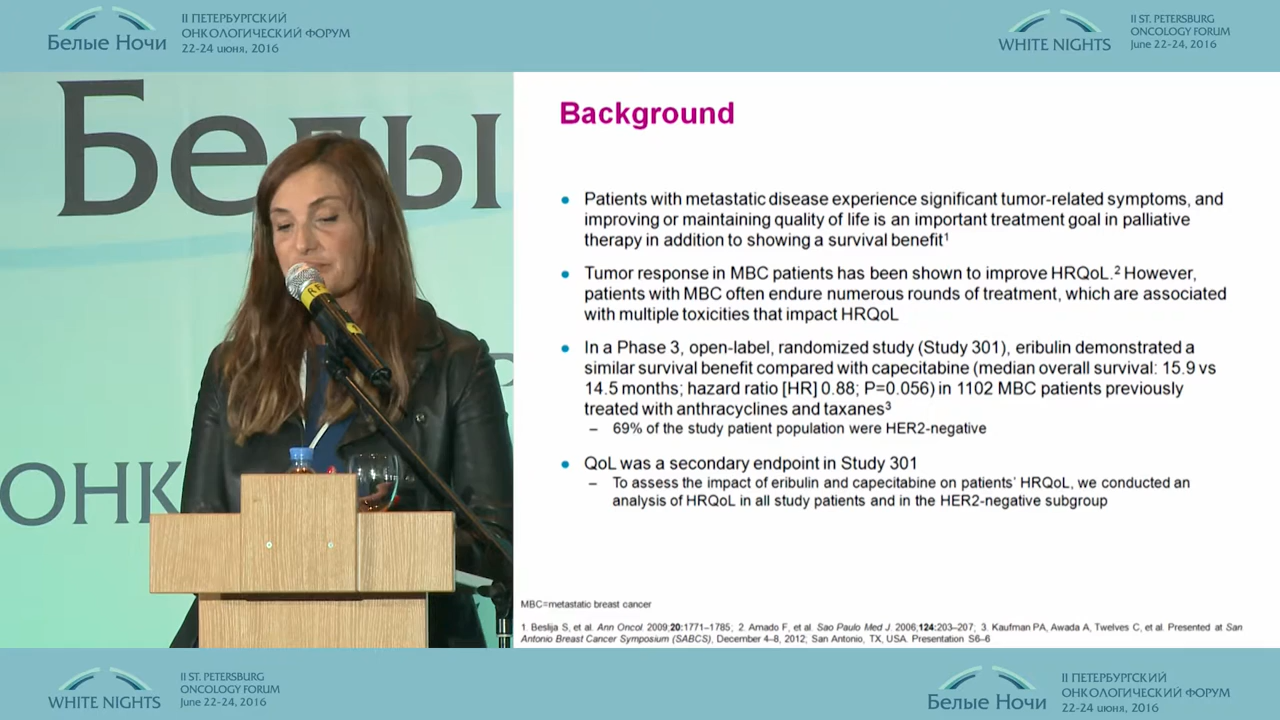 II ПЕТЕРБУРГСКИЙ
ОНКОЛОГИЧЕСКИЙ ФОРУМ
Белые Ночи
22-24 июня, 2016
II ST. PETERSBURG
ONCOLOGY FORUM
WHITE NIGHTS
June 22-24, 2016
Белы
ОНК
Background
• Patients with metastatic disease experience significant tumor-related symptoms, and
improving or maintaining quality of life is an important treatment goal in palliative
therapy in addition to showing a survival benefit¹
• Tumor response in MBC patients has been shown to improve HRQoL.² However,
patients with MBC often endure numerous rounds of treatment, which are associated
with multiple toxicities that impact HRQoL
• In a Phase 3, open-label, randomized study (Study 301), eribulin demonstrated a
similar survival benefit compared with capecitabine (median overall survival: 15.9 vs
14.5 months; hazard ratio [HR] 0.88; P=0.056) in 1102 MBC patients previously
treated with anthracyclines and taxanes³
– 69% of the study patient population were HER2-negative
• QoL was a secondary endpoint in Study 301
– To assess the impact of eribulin and capecitabine on patients' HRQoL, we conducted an
analysis of HRQoL in all study patients and in the HER2-negative subgroup
MBC=metastatic breast cancer
1. Beslija S, et al. Ann Oncol. 2009;20:1771–1785; 2. Amado F, et al. Sao Paulo Med J. 2006;124:203–207; 3. Kaufman PA, Awada A, Twelves C, et al. Presented at San
Antonio Breast Cancer Symposium (SABCS), December 4–8, 2012; San Antonio, TX, USA. Presentation S6–6
II ST. PETERSBURG
ONCOLOGY FORUM
WHITE NIGHTS
June 22-24, 2016
II ПЕТЕРБУРГСКИЙ
ОНКОЛОГИЧЕСКИЙ ФОРУМ
Белые Ночи
22-24 июня, 2016